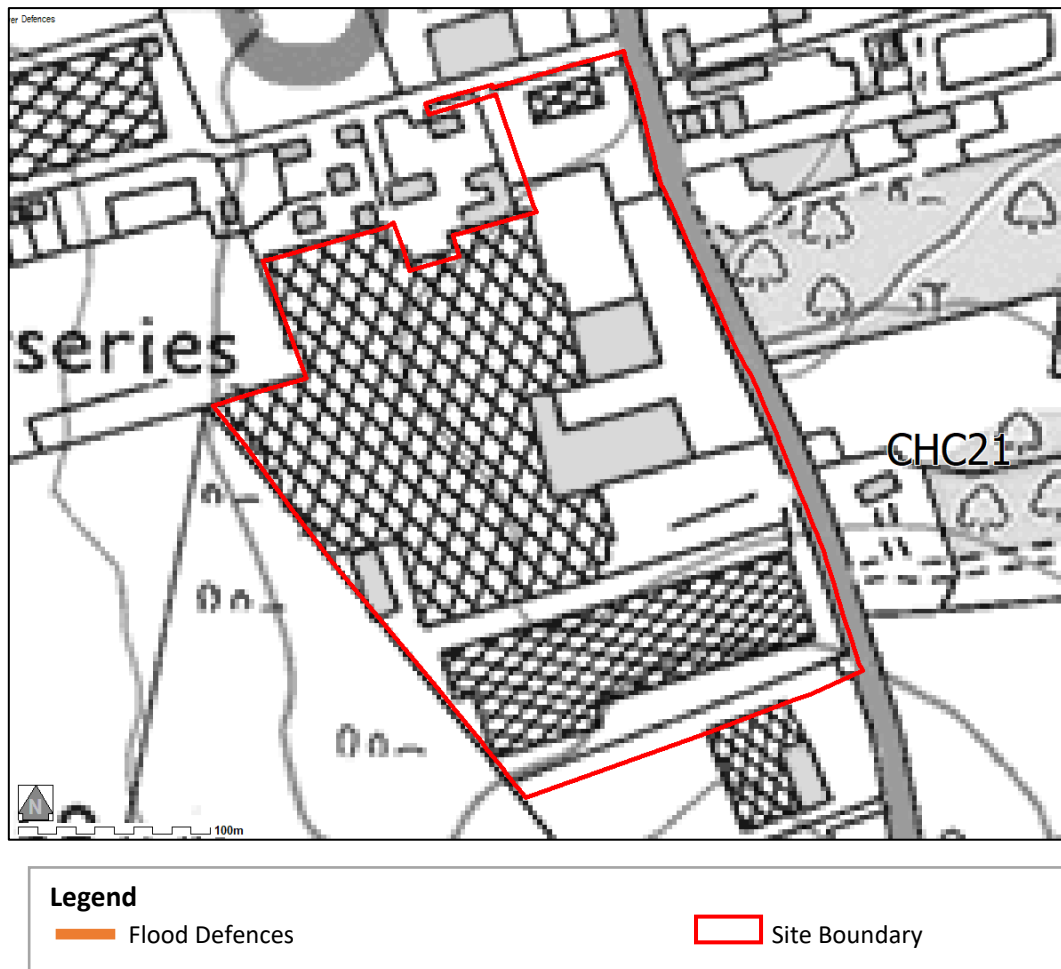 er Defences
series
CHC21
N
100m
Legend
Flood Defences
Site Boundary